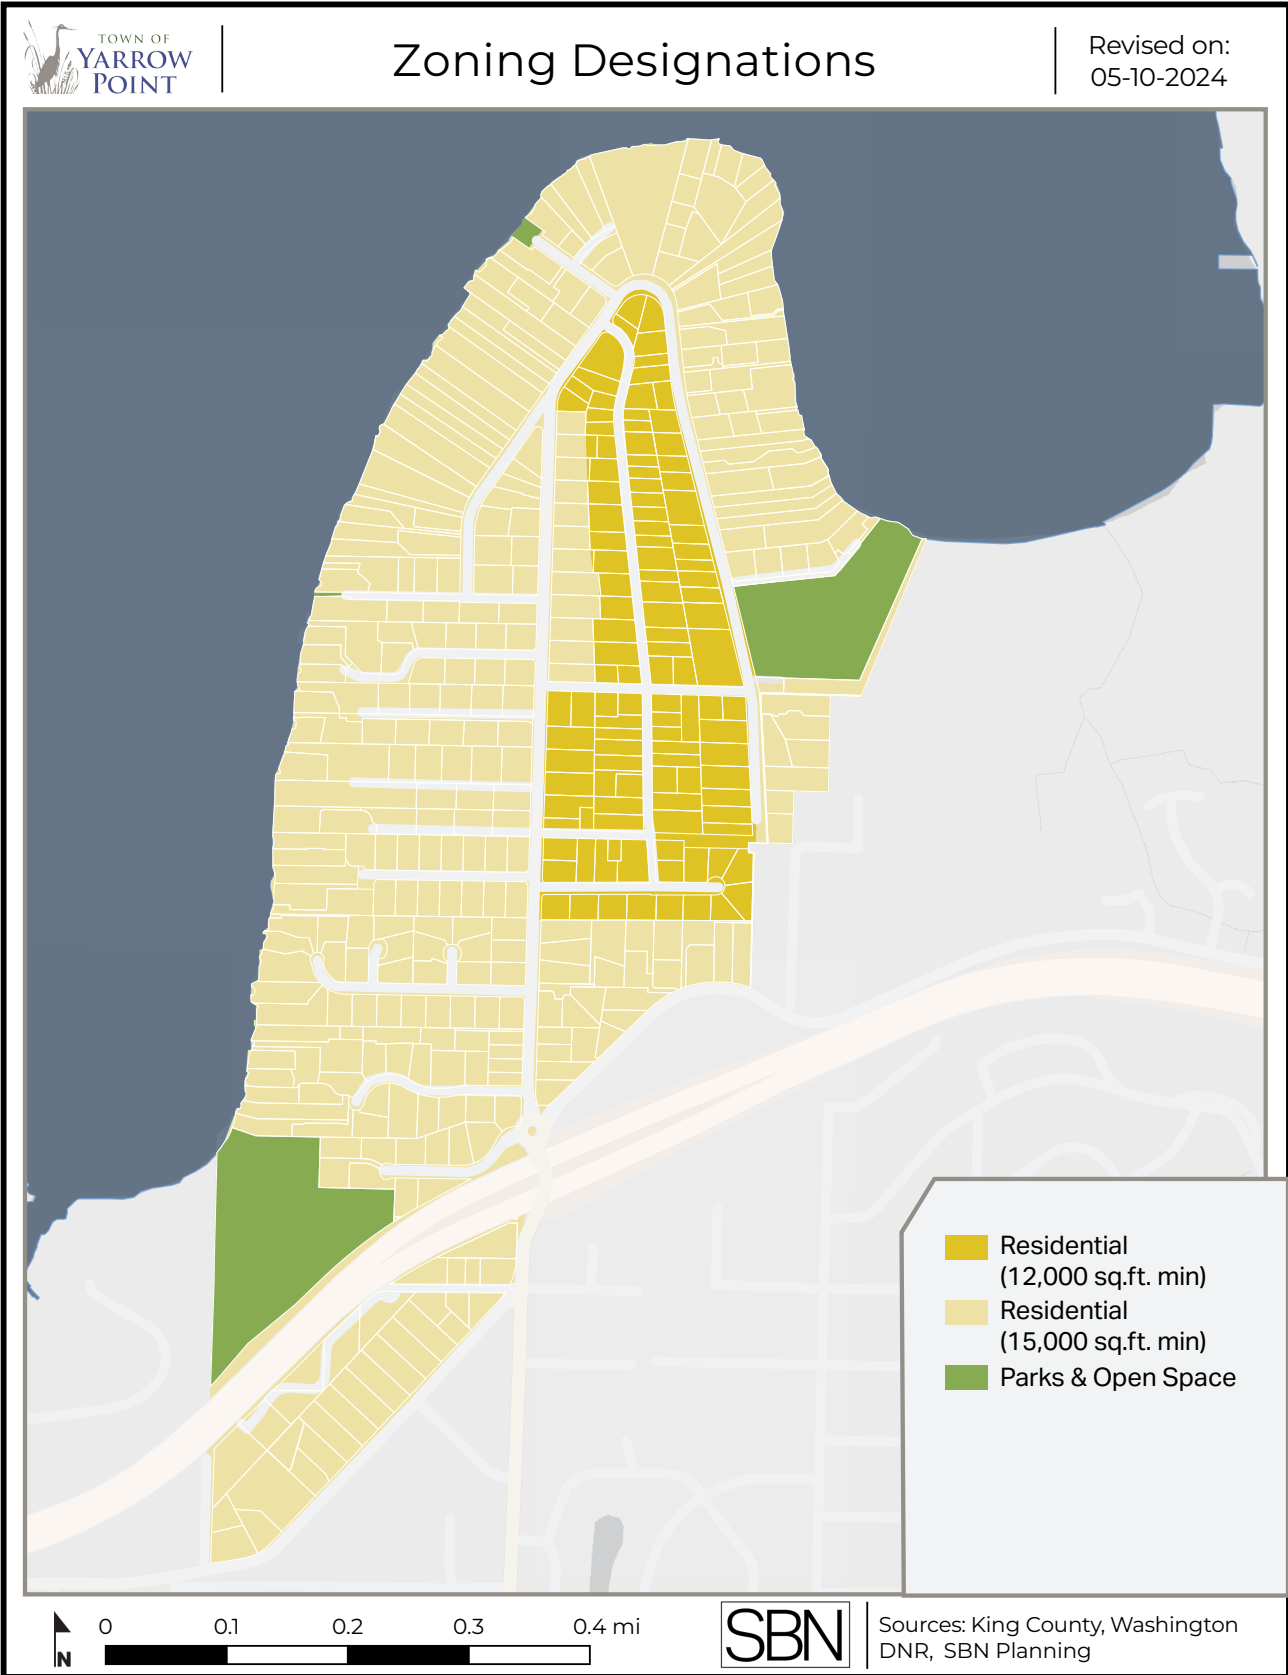 TOWN OF
YARROW
POINT
Zoning Designations
Revised on:
05-10-2024
Residential
(12,000 sq.ft. min)
Residential
(15,000 sq.ft. min)
Parks & Open Space
N
0 0.1 0.2 0.3 0.4 mi
SBN
Sources: King County, Washington
DNR, SBN Planning